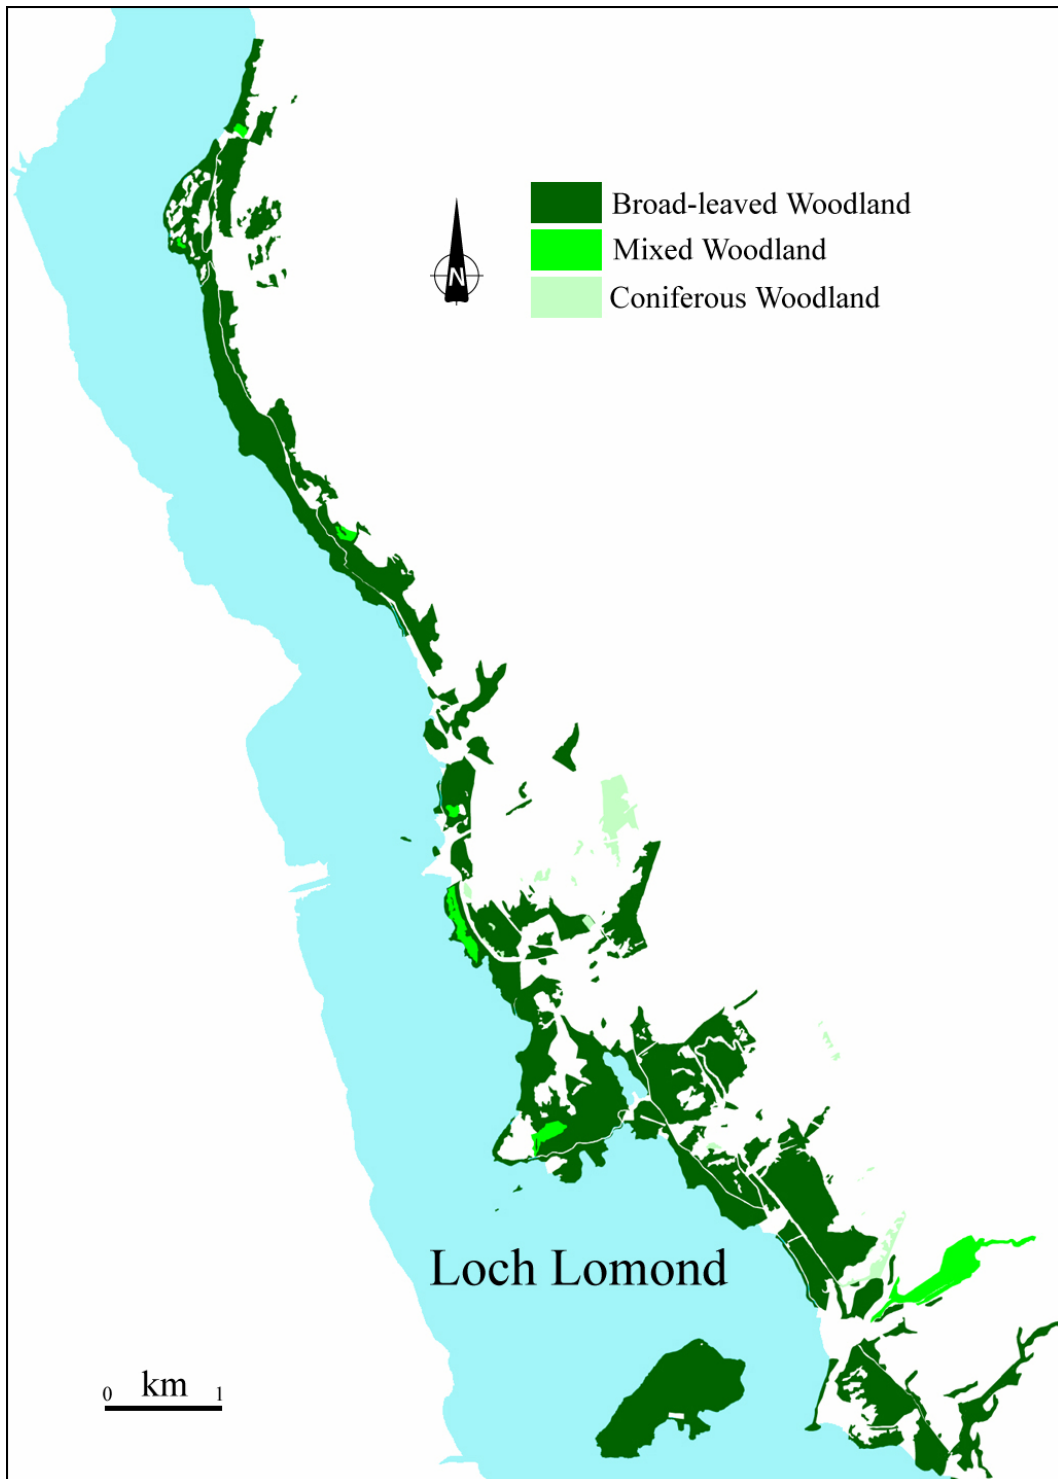 Broad-leaved Woodland
Mixed Woodland
N
Coniferous Woodland
Loch Lomond
0 km 1